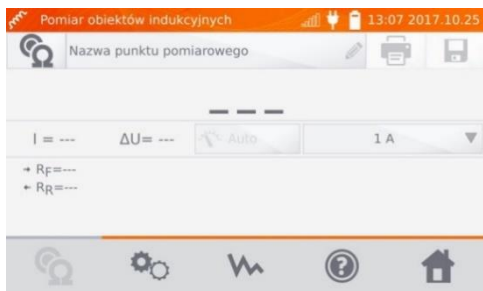 Pomiar obiektów indukcyjnych 13:07 2017.10.25
Nazwa punktu pomiarowego
---
I = --- ΔU= --- Auto 1 A
→ RF=---
← RR=---